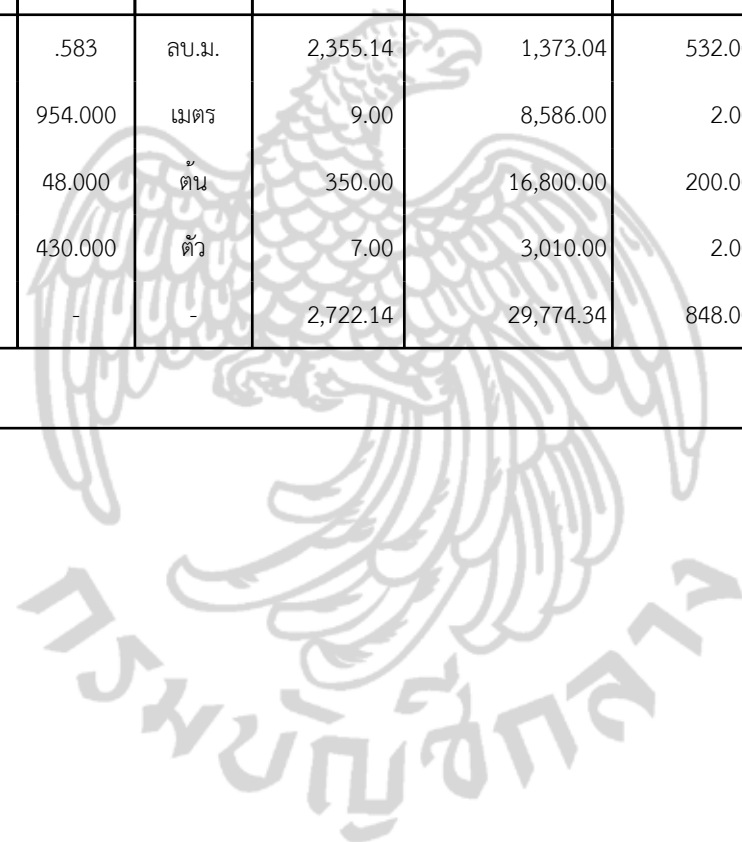 .583 ลบ.ม. 2,355.14 1,373.04 532.0
954.000 เมตร 9.00 8,586.00 2.0
48.000 ต้น 350.00 16,800.00 200.0
430.000 ตัว 7.00 3,010.00 2.0
- - 2,722.14 29,774.34 848.0
กรมบัญชีกลาง